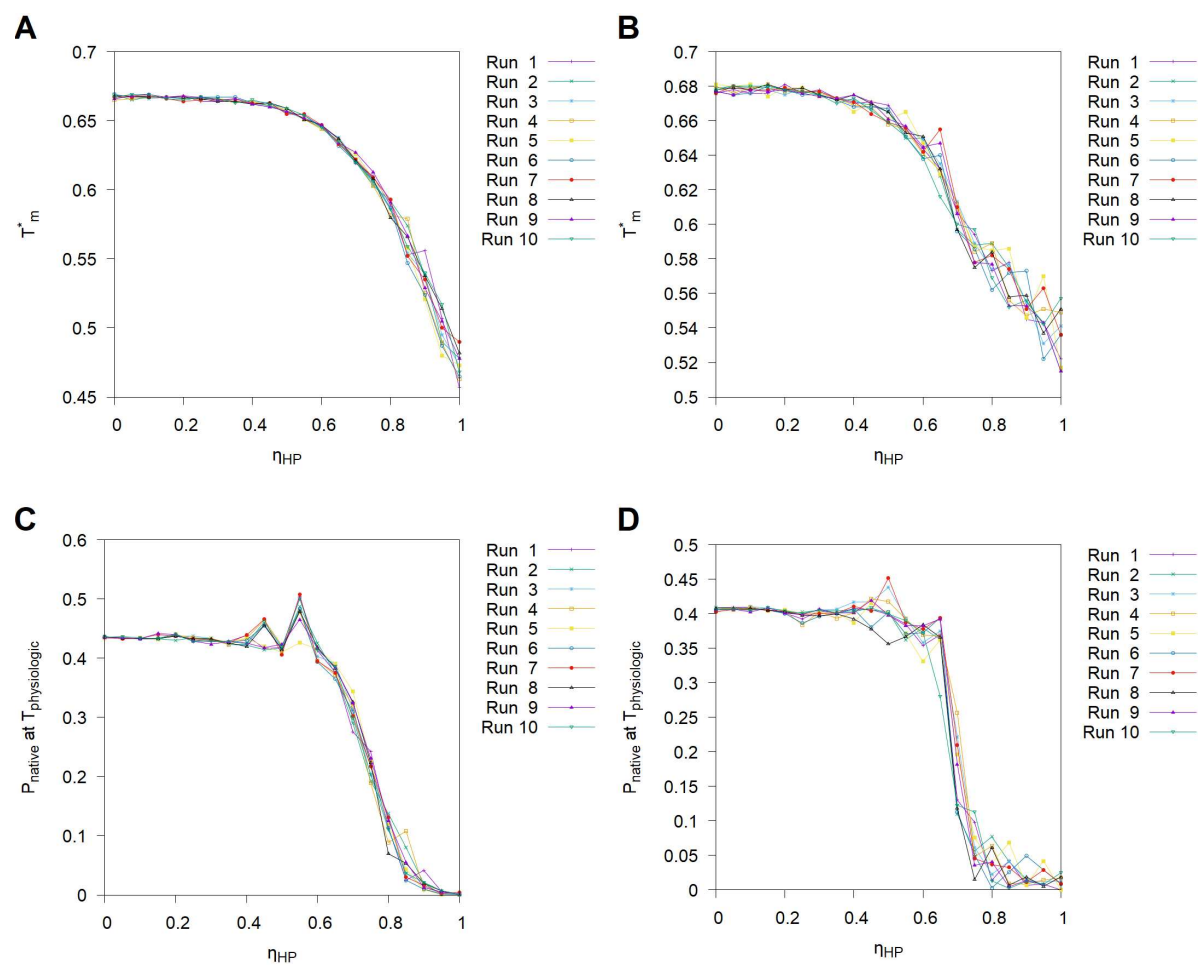 A
T*m
0.7
0.65
0.6
0.55
0.5
0.45
0
0.2
0.4
0.6
0.8
1
ηHP
Run 1
Run 2
Run 3
Run 4
Run 5
Run 6
Run 7
Run 8
Run 9
Run 10
B
T*m
0.7
0.68
0.66
0.64
0.62
0.6
0.58
0.56
0.54
0.52
0.5
0
0.2
0.4
0.6
0.8
1
ηHP
Run 1
Run 2
Run 3
Run 4
Run 5
Run 6
Run 7
Run 8
Run 9
Run 10
C
Pnative at Tphysiologic
0.6
0.5
0.4
0.3
0.2
0.1
0
0
0.2
0.4
0.6
0.8
1
ηHP
Run 1
Run 2
Run 3
Run 4
Run 5
Run 6
Run 7
Run 8
Run 9
Run 10
D
Pnative at Tphysiologic
0.5
0.45
0.4
0.35
0.3
0.25
0.2
0.15
0.1
0.05
0
0
0.2
0.4
0.6
0.8
1
ηHP
Run 1
Run 2
Run 3
Run 4
Run 5
Run 6
Run 7
Run 8
Run 9
Run 10